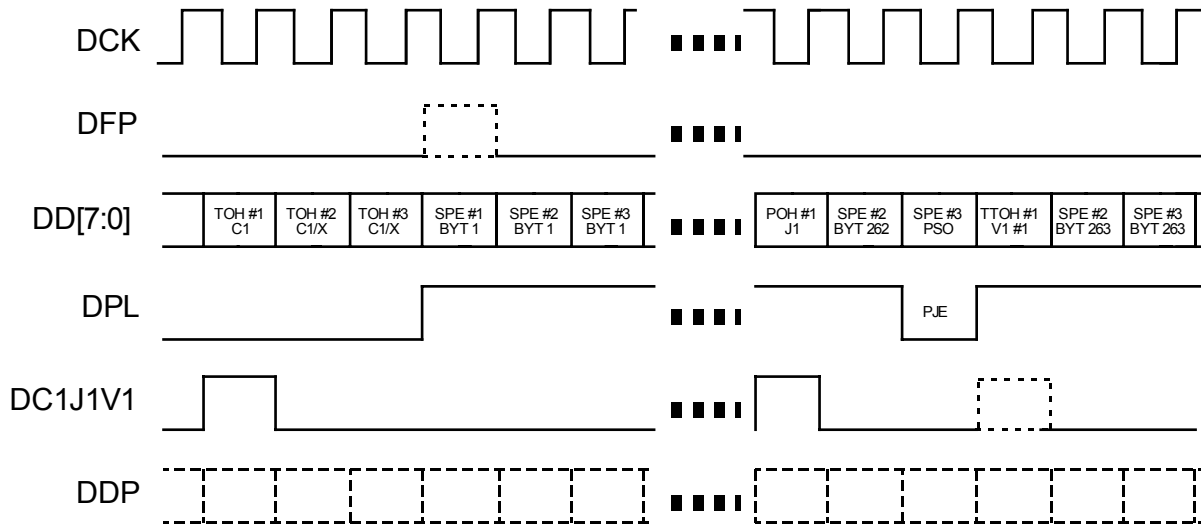 DCK
DFP
DD[7:0]
TOH #1
C1
TOH #2
C1/X
TOH #3
C1/X
SPE #1
BYT 1
SPE #2
BYT 1
SPE #3
BYT 1
POH #1
J1
SPE #2
BYT 262
SPE #3
PSO
TTOH #1
V1 #1
SPE #2
BYT 263
SPE #3
BYT 263
DPL
PJE
DC1J1V1
DDP